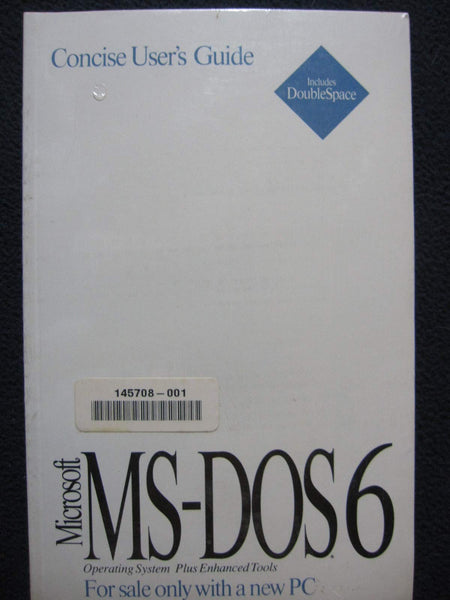 Concise User's Guide
Includes
DoubleSpace
145708-001
Microsoft
MS-DOS 6
Operating System Plus Enhanced Tools
For sale only with a new PC